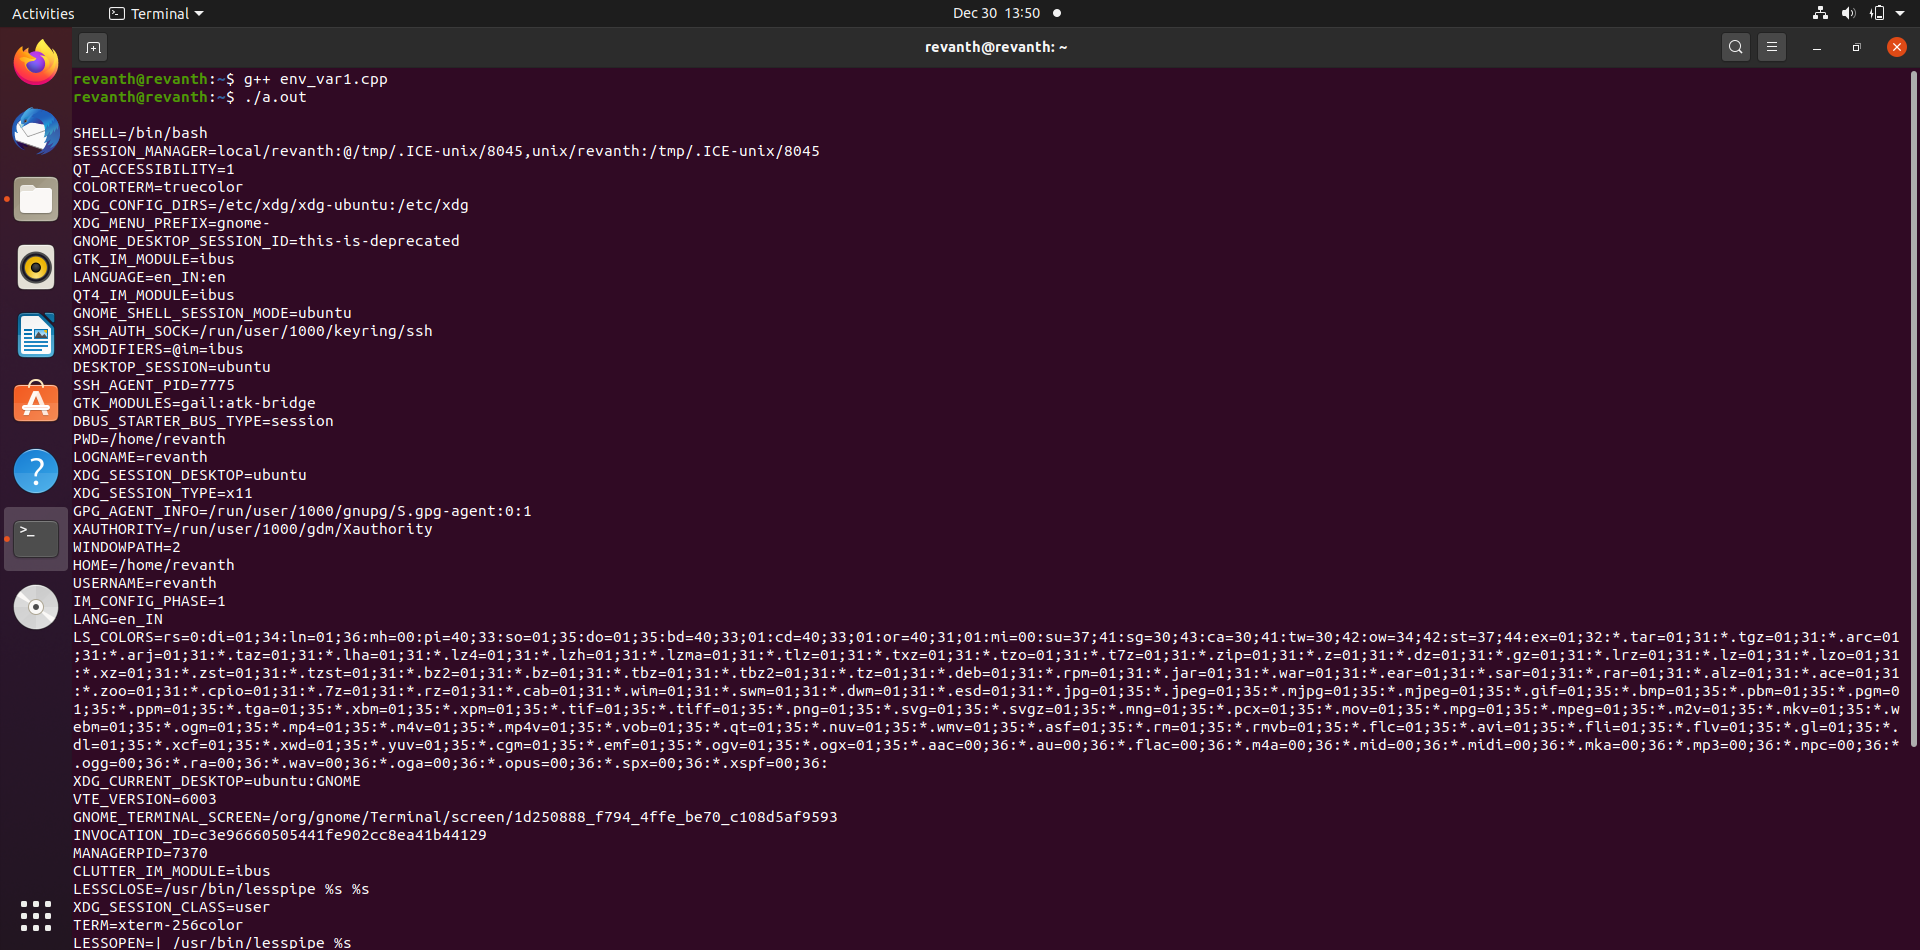 Activities
Terminal
Dec 30 13:50
revanth@revanth: ~
revanth@revanth:~$ g++ env_var1.cpp
revanth@revanth:~$ ./a.out
SHELL=/bin/bash
SESSION_MANAGER=local/revanth:@/tmp/.ICE-unix/8045,unix/revanth:/tmp/.ICE-unix/8045
QT_ACCESSIBILITY=1
COLORTERM=truecolor
XDG_CONFIG_DIRS=/etc/xdg/xdg-ubuntu:/etc/xdg
XDG_MENU_PREFIX=gnome-
GNOME_DESKTOP_SESSION_ID=this-is-deprecated
GTK_IM_MODULE=ibus
LANGUAGE=en_IN:en
QT4_IM_MODULE=ibus
GNOME_SHELL_SESSION_MODE=ubuntu
SSH_AUTH_SOCK=/run/user/1000/keyring/ssh
XMODIFIERS=@im=ibus
DESKTOP_SESSION=ubuntu
SSH_AGENT_PID=7775
GTK_MODULES=gail:atk-bridge
DBUS_STARTER_BUS_TYPE=session
PWD=/home/revanth
LOGNAME=revanth
XDG_SESSION_DESKTOP=ubuntu
XDG_SESSION_TYPE=x11
GPG_AGENT_INFO=/run/user/1000/gnupg/S.gpg-agent:0:1
XAUTHORITY=/run/user/1000/gdm/Xauthority
WINDOWPATH=2
HOME=/home/revanth
USERNAME=revanth
IM_CONFIG_PHASE=1
LANG=en_IN
LS_COLORS=rs=0:di=01;34:ln=01;36:mh=00:pi=40;33:so=01;35:do=01;35:bd=40;33;01:cd=40;33;01:or=40;31;01:mi=00:su=37;41:sg=30;43:ca=30;41:tw=30;42:ow=34;42:st=37;44:ex=01;32:*.tar=01;31:*.tgz=01;31:*.arc=01
;31:*.arj=01;31:*.taz=01;31:*.lha=01;31:*.lz4=01;31:*.lzh=01;31:*.lzma=01;31:*.tlz=01;31:*.txz=01;31:*.tzo=01;31:*.t7z=01;31:*.zip=01;31:*.z=01;31:*.dz=01;31:*.gz=01;31:*.lrz=01;31:*.lz=01;31:*.lzo=01;31
:*.xz=01;31:*.zst=01;31:*.tzst=01;31:*.bz2=01;31:*.bz=01;31:*.tbz=01;31:*.tbz2=01;31:*.tz=01;31:*.deb=01;31:*.rpm=01;31:*.jar=01;31:*.war=01;31:*.ear=01;31:*.sar=01;31:*.rar=01;31:*.alz=01;31:*.ace=01;31
:*.zoo=01;31:*.cpio=01;31:*.7z=01;31:*.rz=01;31:*.cab=01;31:*.wim=01;31:*.swm=01;31:*.dwm=01;31:*.esd=01;31:*.jpg=01;35:*.jpeg=01;35:*.mjpg=01;35:*.mjpeg=01;35:*.gif=01;35:*.bmp=01;35:*.pbm=01;35:*.pgm=0
1;35:*.ppm=01;35:*.tga=01;35:*.xbm=01;35:*.xpm=01;35:*.tif=01;35:*.tiff=01;35:*.png=01;35:*.svg=01;35:*.svgz=01;35:*.mng=01;35:*.pcx=01;35:*.mov=01;35:*.mpg=01;35:*.mpeg=01;35:*.m2v=01;35:*.mkv=01;35:*.w
ebm=01;35:*.ogm=01;35:*.mp4=01;35:*.m4v=01;35:*.mp4v=01;35:*.vob=01;35:*.qt=01;35:*.nuv=01;35:*.wmv=01;35:*.asf=01;35:*.rm=01;35:*.rmvb=01;35:*.flc=01;35:*.avi=01;35:*.fli=01;35:*.flv=01;35:*.gl=01;35:*.
dl=01;35:*.xcf=01;35:*.xwd=01;35:*.yuv=01;35:*.cgm=01;35:*.emf=01;35:*.ogv=01;35:*.ogx=01;35:*.aac=00;36:*.au=00;36:*.flac=00;36:*.m4a=00;36:*.mid=00;36:*.midi=00;36:*.mka=00;36:*.mp3=00;36:*.mpc=00;36:*
.ogg=00;36:*.ra=00;36:*.wav=00;36:*.oga=00;36:*.opus=00;36:*.spx=00;36:*.xspf=00;36:
XDG_CURRENT_DESKTOP=ubuntu:GNOME
VTE_VERSION=6003
GNOME_TERMINAL_SCREEN=/org/gnome/Terminal/screen/1d250888_f794_4ffe_be70_c108d5af9593
INVOCATION_ID=c3e96660505441fe902cc8ea41b44129
MANAGERPID=7370
CLUTTER_IM_MODULE=ibus
LESSCLOSE=/usr/bin/lesspipe %s %s
XDG_SESSION_CLASS=user
TERM=xterm-256color
LESSOPEN=| /usr/bin/lesspipe %s